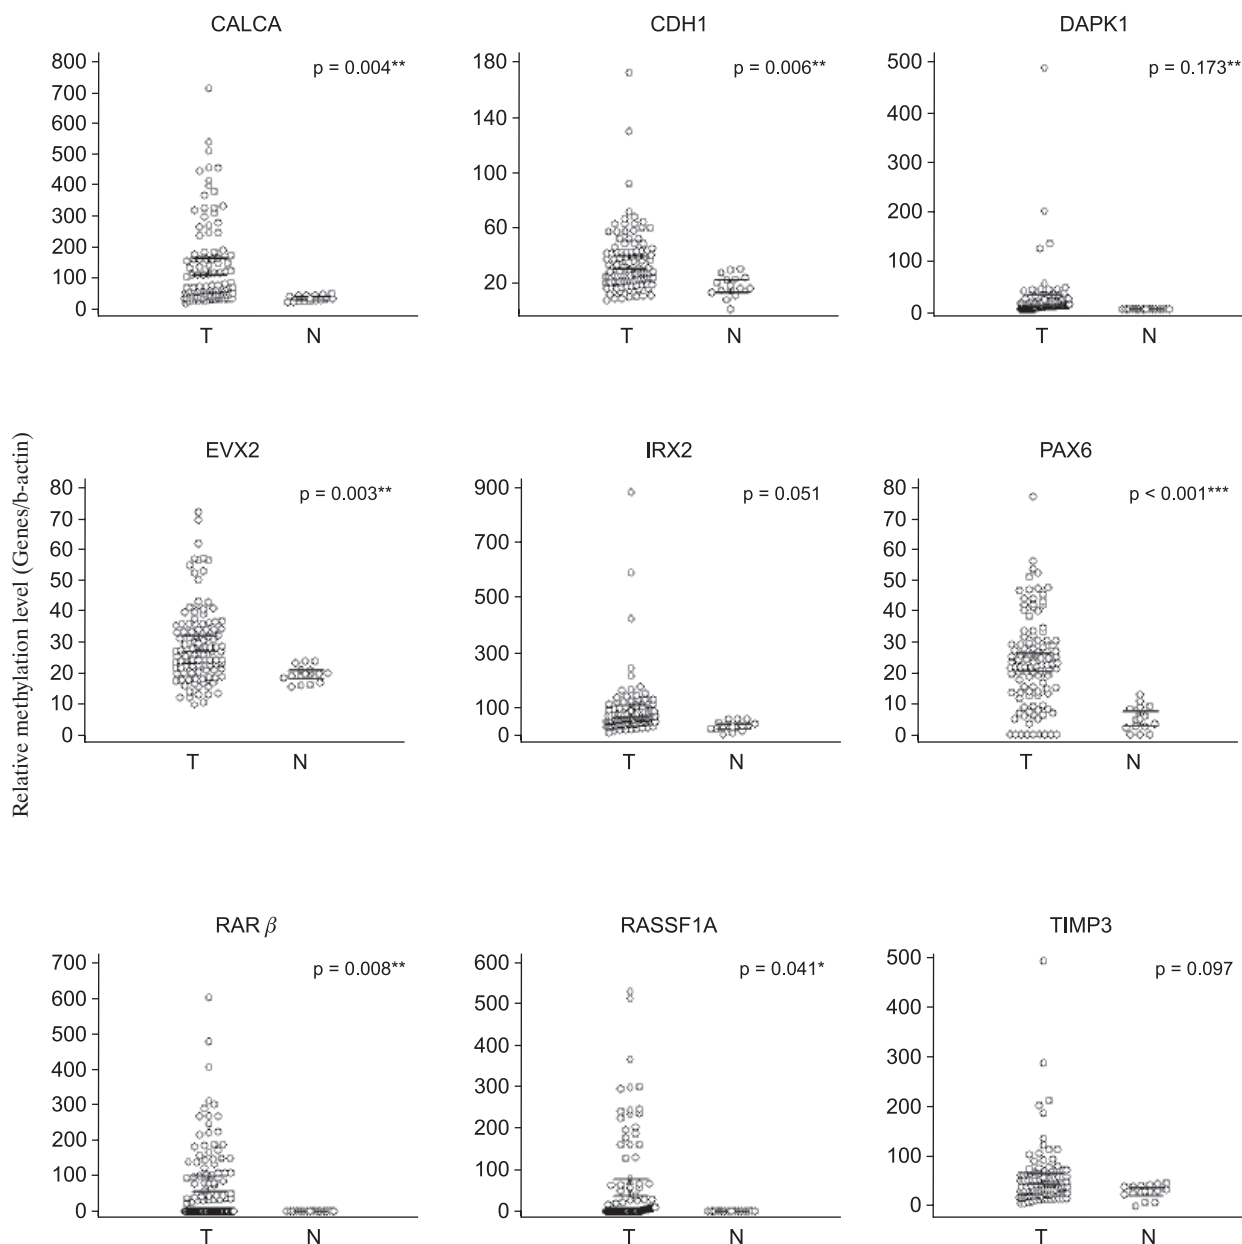 CALCA
p = 0.004**
800
700
600
500
400
300
200
100
0
T N
CDH1
p = 0.006**
180
140
100
60
20
T N
DAPK1
p = 0.173**
500
400
300
200
100
0
T N
Relative methylation level (Genes/b-actin)
EVX2
p = 0.003**
80
70
60
50
40
30
20
10
0
T N
IRX2
p = 0.051
900
700
500
300
100
0
T N
PAX6
p < 0.001***
80
70
60
50
40
30
20
10
0
T N
RAR β
p = 0.008**
700
600
500
400
300
200
100
0
T N
RASSF1A
p = 0.041*
600
500
400
300
200
100
0
T N
TIMP3
p = 0.097
500
400
300
200
100
0
T N